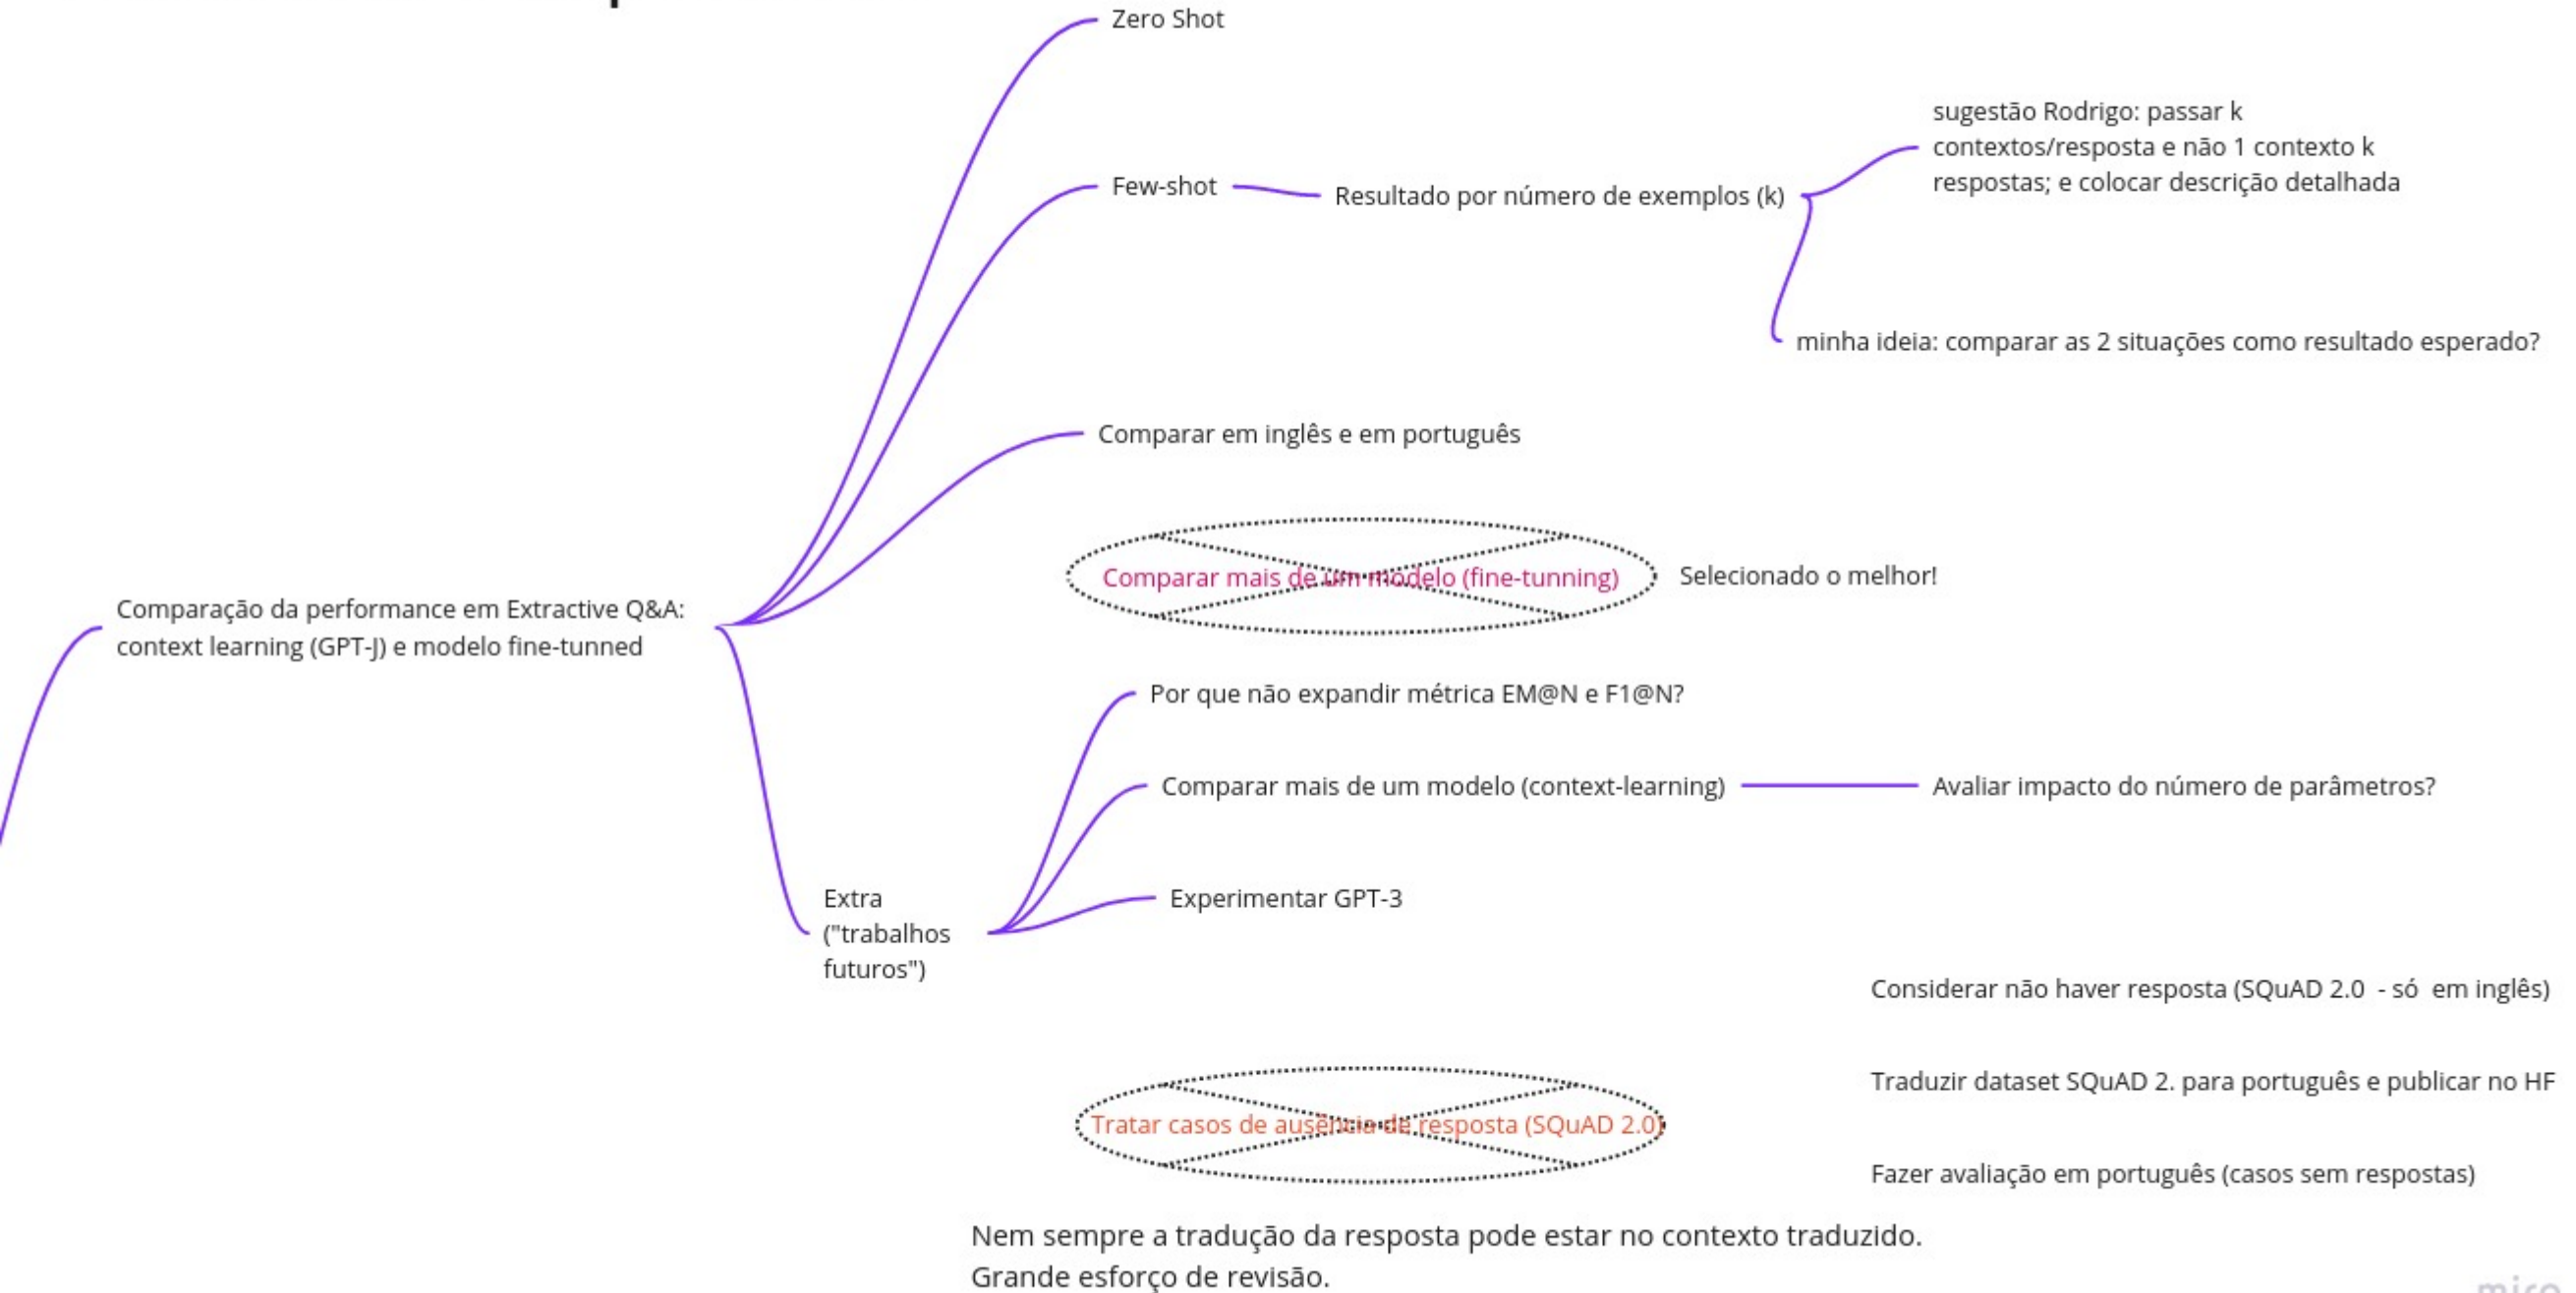 Zero Shot
sugestão Rodrigo: passar k
contextos/resposta e não 1 contexto k
respostas; e colocar descrição detalhada
Few-shot
Resultado por número de exemplos (k)
minha ideia: comparar as 2 situações como resultado esperado?
Comparar em inglês e em português
Comparar mais de um modelo (fine-tunning)
Selecionado o melhor!
Comparação da performance em Extractive Q&A:
context learning (GPT-J) e modelo fine-tunned
Por que não expandir métrica EM@N e F1@N?
Comparar mais de um modelo (context-learning)
Avaliar impacto do número de parâmetros?
Extra
("trabalhos
futuros")
Experimentar GPT-3
Considerar não haver resposta (SQuAD 2.0  - só  em inglês)
Traduzir dataset SQuAD 2. para português e publicar no HF
Tratar casos de ausência de resposta (SQuAD 2.0)
Fazer avaliação em português (casos sem respostas)
Nem sempre a tradução da resposta pode estar no contexto traduzido.
Grande esforço de revisão.
miro